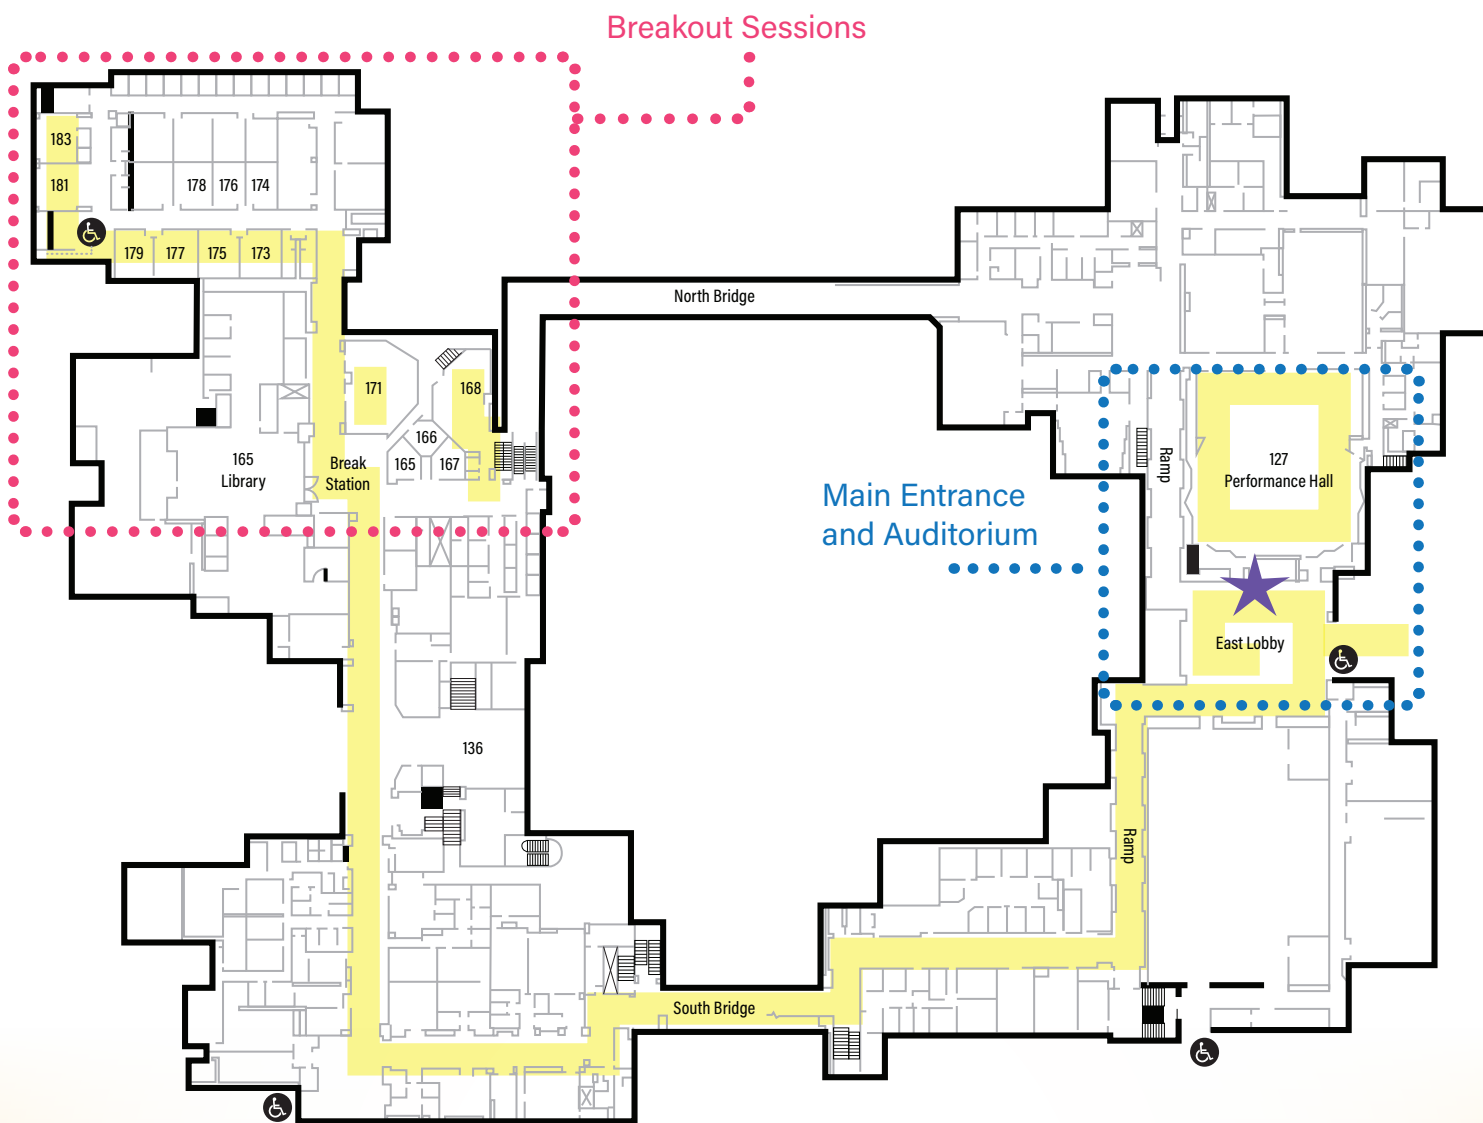 Breakout Sessions
183
181
178
176
174
179
177
175
173
North Bridge
171
168
166
165
167
165
Library
Break
Station
Ramp
127
Performance Hall
Main Entrance
and Auditorium
East Lobby
136
Ramp
South Bridge